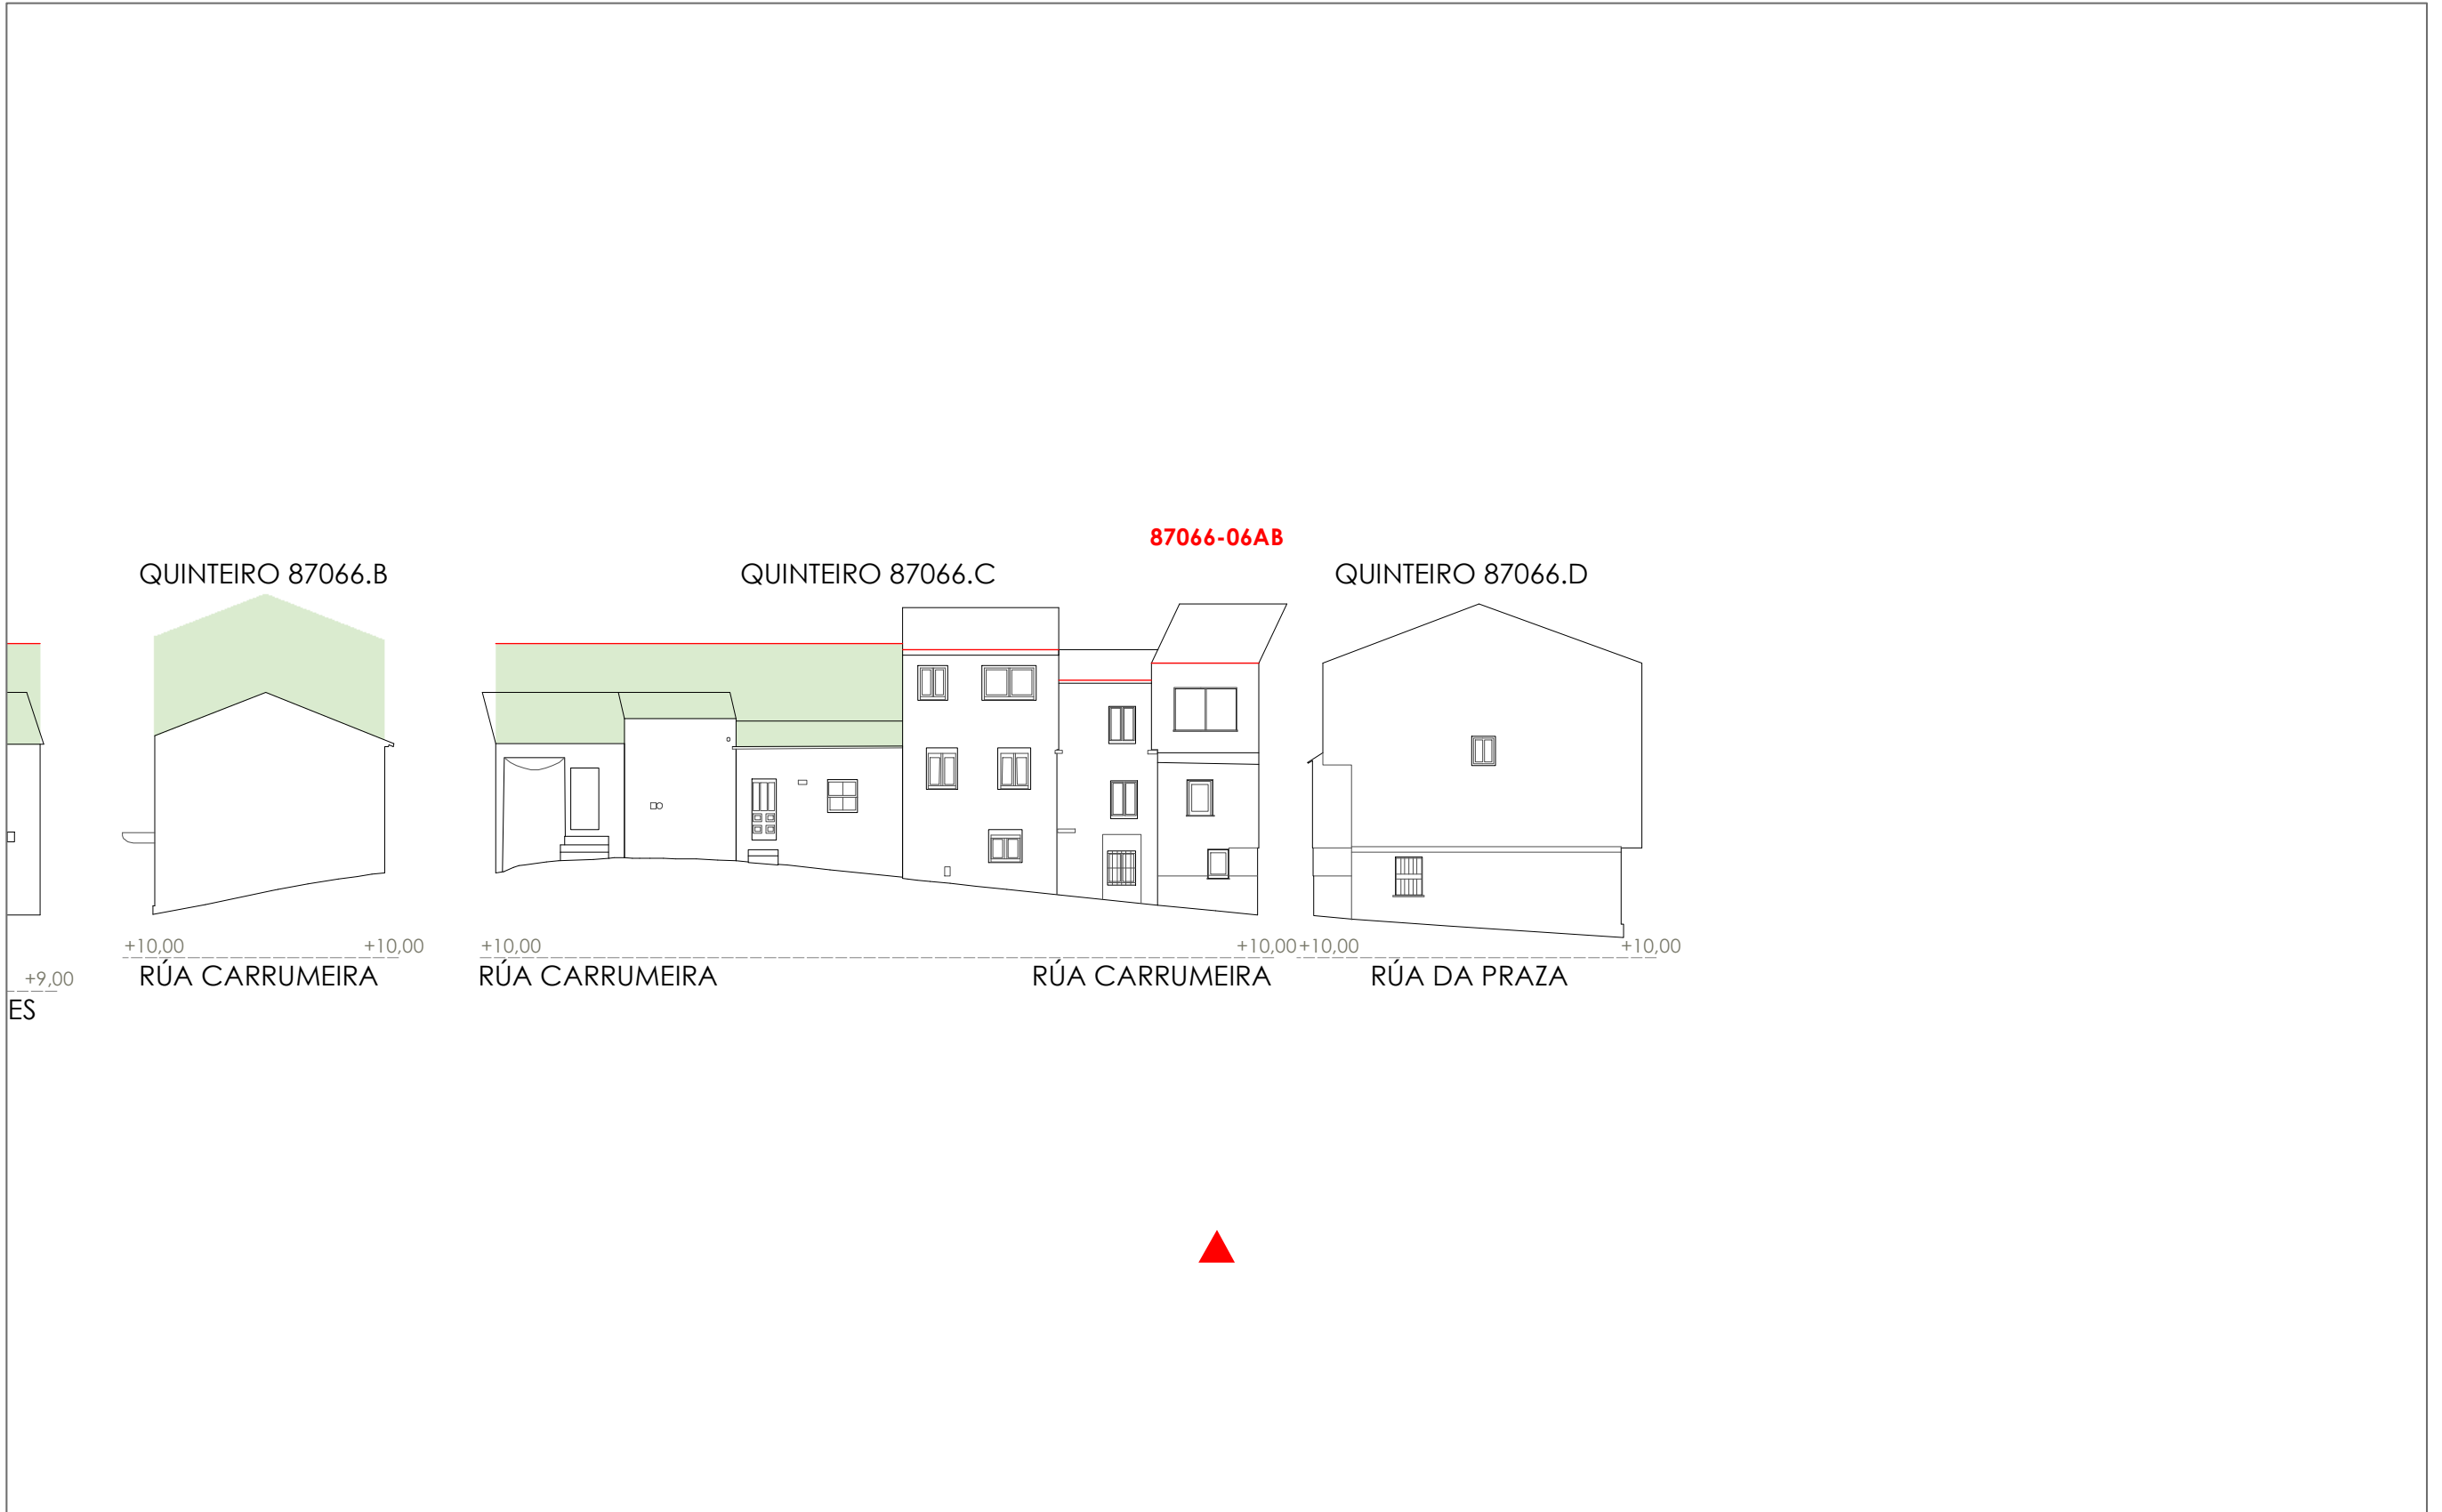 87066-06AB
QUINTEIRO 87066.B
QUINTEIRO 87066.C
QUINTEIRO 87066.D
+10,00
+10,00
+10,00
+10,00
+10,00
+10,00
RÚA CARRUMEIRA
RÚA CARRUMEIRA
RÚA CARRUMEIRA
RÚA DA PRAZA
+9,00
ES